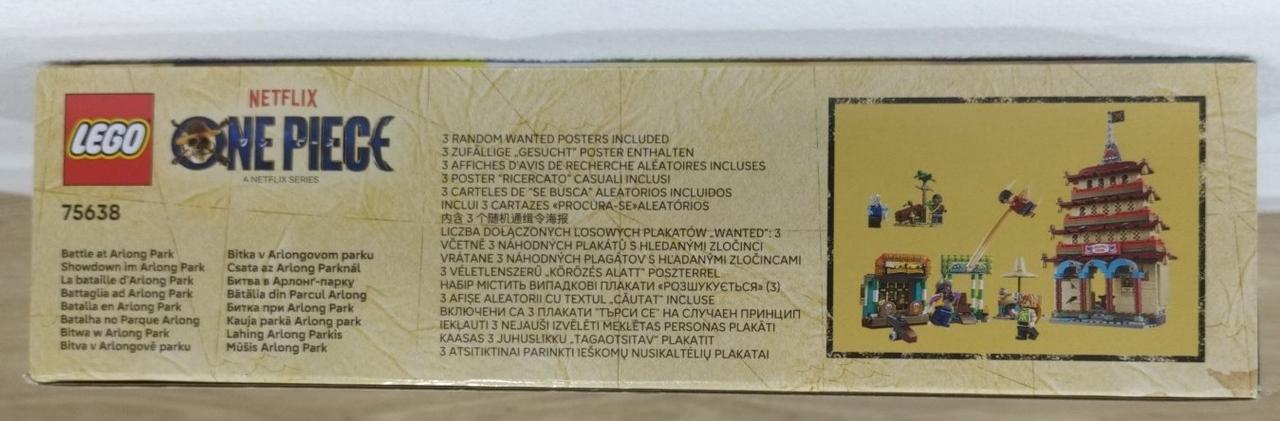 LEGO
NETFLIX
ONE PIECE
ワンピース
A NETFLIX SERIES
75638
Battle at Arlong Park
Showdown im Arlong Park
La bataille d'Arlong Park
Battaglia ad Arlong Park
Batalla en Arlong Park
Batalha no Parque Arlong
Bitwa w Arlong Park
Bitva v Arlongově parku
Bitka v Arlongovom parku
Csata az Arlong Parknál
Битва в Арлонг-парку
Bătălia din Parcul Arlong
Битка при Arlong Park
Kauja parkā Arlong park
Lahing Arlong Parkis
Mūšis Arlong Park
3 RANDOM WANTED POSTERS INCLUDED
3 ZUFÄLLIGE „GESUCHT“ POSTER ENTHALTEN
3 AFFICHES D'AVIS DE RECHERCHE ALÉATOIRES INCLUSES
3 POSTER "RICERCATO" CASUALI INCLUSI
3 CARTELES DE "SE BUSCA" ALEATORIOS INCLUIDOS
INCLUI 3 CARTAZES «PROCURA-SE»ALEATÓRIOS
内含 3 个随机通缉令海报
LICZBA DOŁĄCZONYCH LOSOWYCH PLAKATÓW „WANTED”: 3
VČETNĚ 3 NÁHODNÝCH PLAKÁTŮ S HLEDANÝMI ZLOČINCI
VRÁTANE 3 NÁHODNÝCH PLAGÁTOV S HĽADANÝMI ZLOČINCAMI
3 VÉLETLENSZERŰ „KÖRÖZÉS ALATT” POSZTERREL
НАБІР МІСТИТЬ ВИПАДКОВІ ПЛАКАТИ «РОЗШУКУЄТЬСЯ» (3)
3 AFIȘE ALEATORII CU TEXTUL „CĂUTAT” INCLUSE
ВКЛЮЧЕНИ СА 3 ПЛАКАТИ "ТЪРСИ СЕ" НА СЛУЧАЕН ПРИНЦИП
IEKĻAUTI 3 NEJAUŠI IZVĒLĒTI MEKLĒTAS PERSONAS PLAKĀTI
KAASAS 3 JUHUSLIKKU „TAGAOTSITAV” PLAKATIT
3 ATSITIKTINAI PARINKTI IEŠKOMŲ NUSIKALTĖLIŲ PLAKATAI